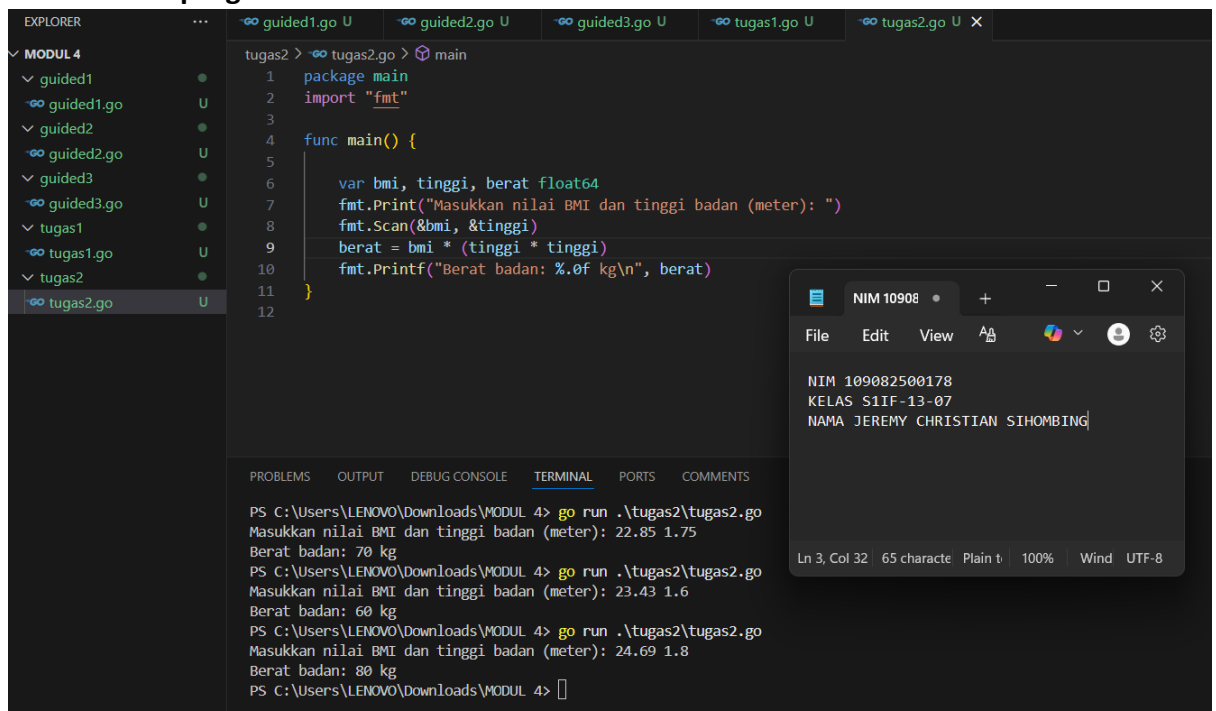 EXPLORER ...
MODUL 4
guided1
guided1.go U
guided2
guided2.go U
guided3
guided3.go U
tugas1
tugas1.go U
tugas2
tugas2.go U
guided1.go U guided2.go U guided3.go U tugas1.go U tugas2.go U
tugas2 > tugas2.go > main
1 package main
2 import "fmt"
3
4 func main() {
5
6 var bmi, tinggi, berat float64
7 fmt.Print("Masukkan nilai BMI dan tinggi badan (meter): ")
8 fmt.Scan(&bmi, &tinggi)
9 berat = bmi * (tinggi * tinggi)
10 fmt.Printf("Berat badan: %.0f kg\n", berat)
11 }
12
NIM 10908
File Edit View
NIM 109082500178
KELAS S1IF-13-07
NAMA JEREMY CHRISTIAN SIHOMBING
Ln 3, Col 32 65 characte Plain t 100% Wind UTF-8
PROBLEMS OUTPUT DEBUG CONSOLE TERMINAL PORTS COMMENTS
PS C:\Users\LENOVO\Downloads\MODUL 4> go run .\tugas2\tugas2.go
Masukkan nilai BMI dan tinggi badan (meter): 22.85 1.75
Berat badan: 70 kg
PS C:\Users\LENOVO\Downloads\MODUL 4> go run .\tugas2\tugas2.go
Masukkan nilai BMI dan tinggi badan (meter): 23.43 1.6
Berat badan: 60 kg
PS C:\Users\LENOVO\Downloads\MODUL 4> go run .\tugas2\tugas2.go
Masukkan nilai BMI dan tinggi badan (meter): 24.69 1.8
Berat badan: 80 kg
PS C:\Users\LENOVO\Downloads\MODUL 4>